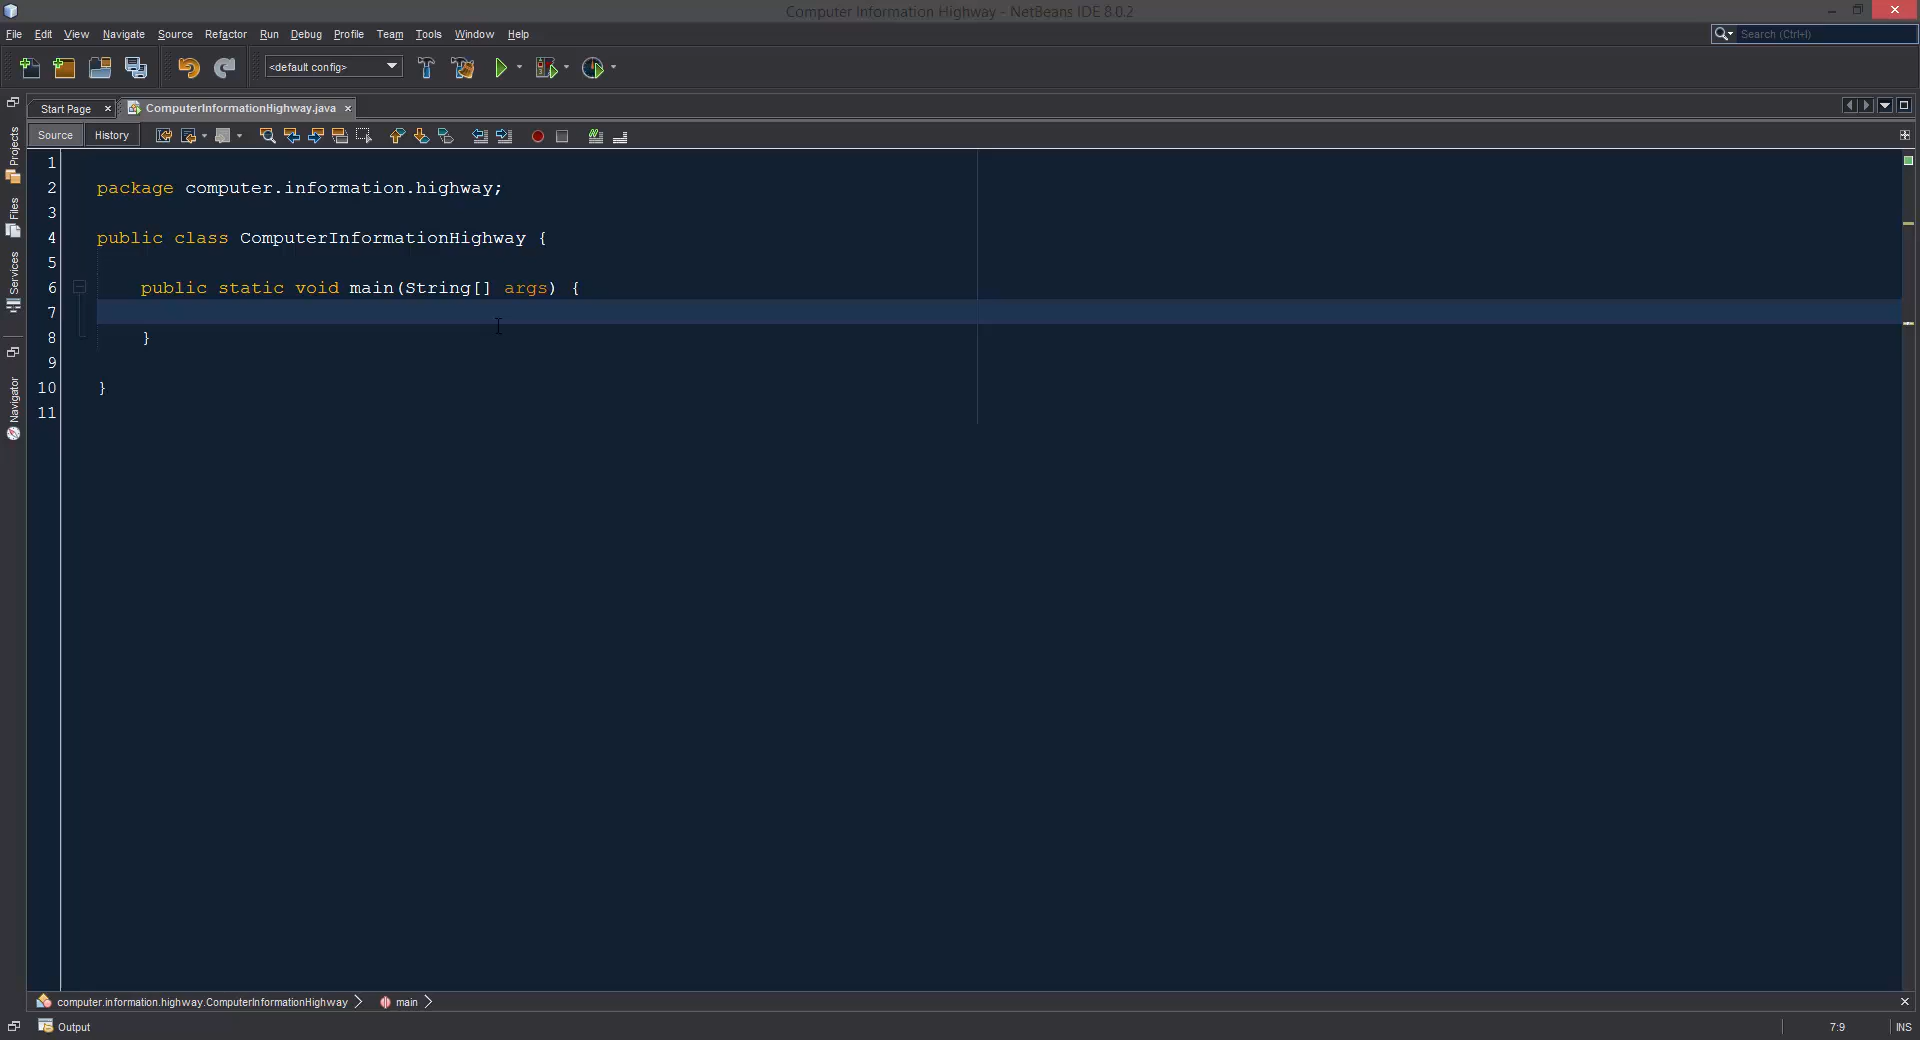 Computer Information Highway - NetBeans IDE 8.0.2
File Edit View Navigate Source Refactor Run Debug Profile Team Tools Window Help
Search (Ctrl+I)
<default config>
Start Page × ComputerInformationHighway.java ×
Source History
Projects
Files
Services
Navigator
1
2 package computer.information.highway;
3
4 public class ComputerInformationHighway {
5
6 public static void main(String[] args) {
7
8 }
9
10 }
11
computer.information.highway.ComputerInformationHighway main
Output
7:9 INS